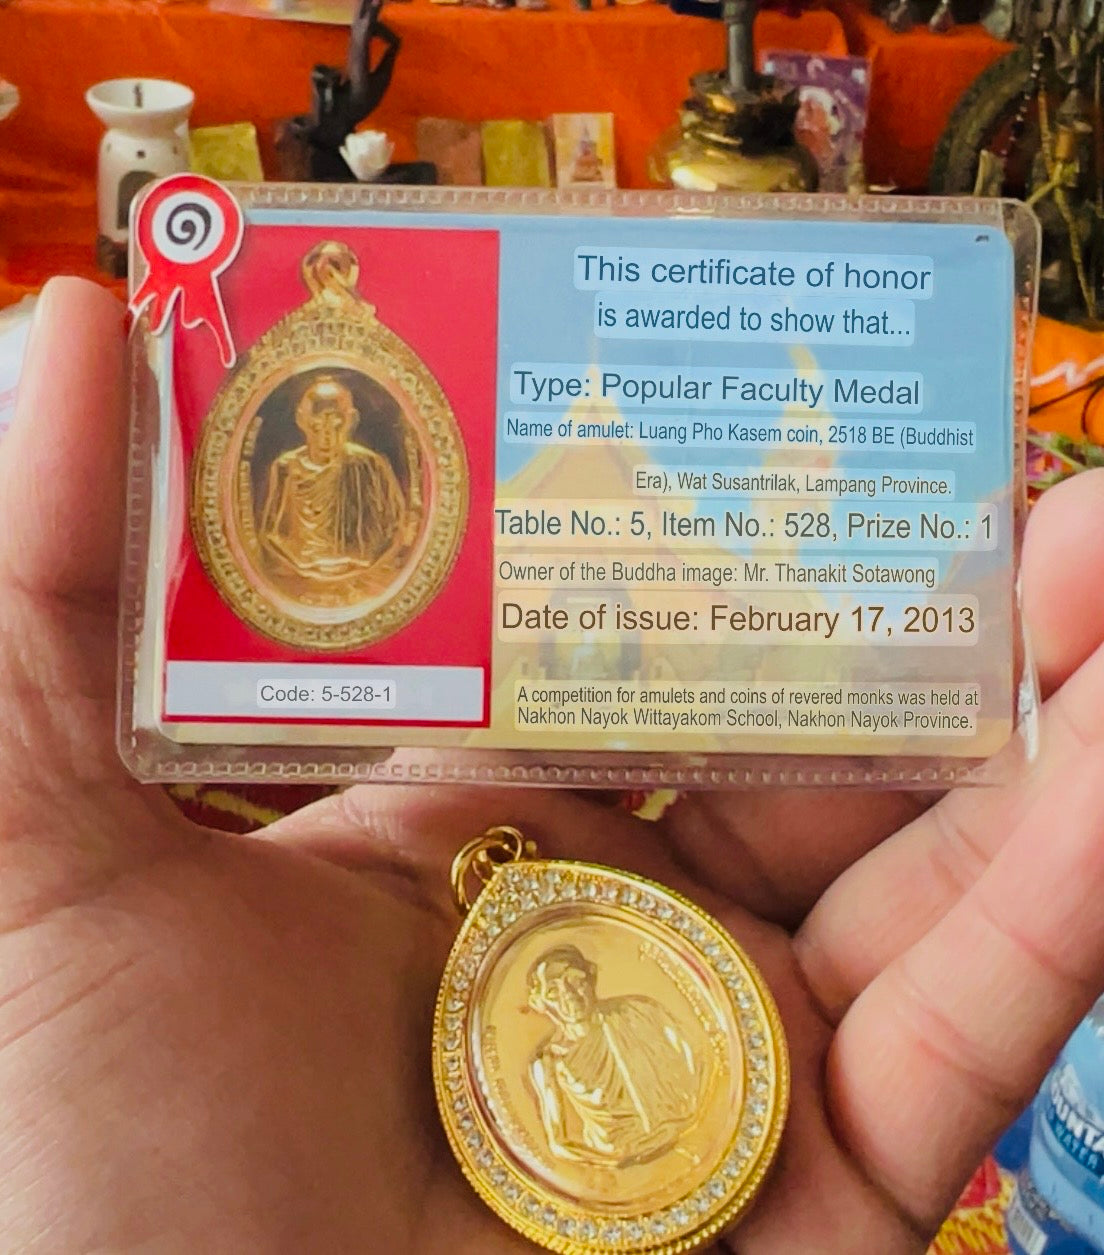 ๑
This certificate of honor
is awarded to show that...
Type: Popular Faculty Medal
Name of amulet: Luang Pho Kasem coin, 2518 BE (Buddhist
Era), Wat Susantrilak, Lampang Province.
Table No.: 5, Item No.: 528, Prize No.: 1
Owner of the Buddha image: Mr. Thanakit Sotawong
Date of issue: February 17, 2013
Code: 5-528-1
A competition for amulets and coins of revered monks was held at
Nakhon Nayok Wittayakom School, Nakhon Nayok Province.
WATER